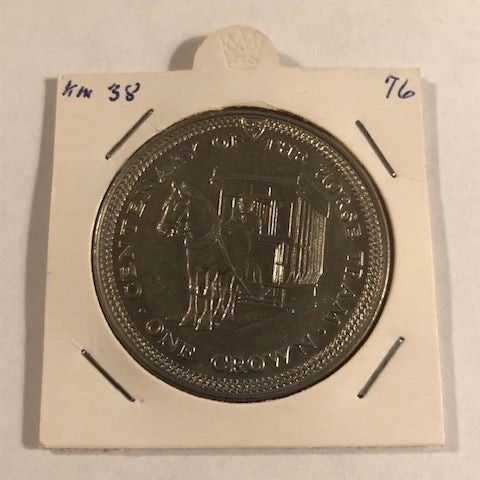 KM 38
76
CENTENARY OF THE HORSE TRAM
· ONE CROWN ·